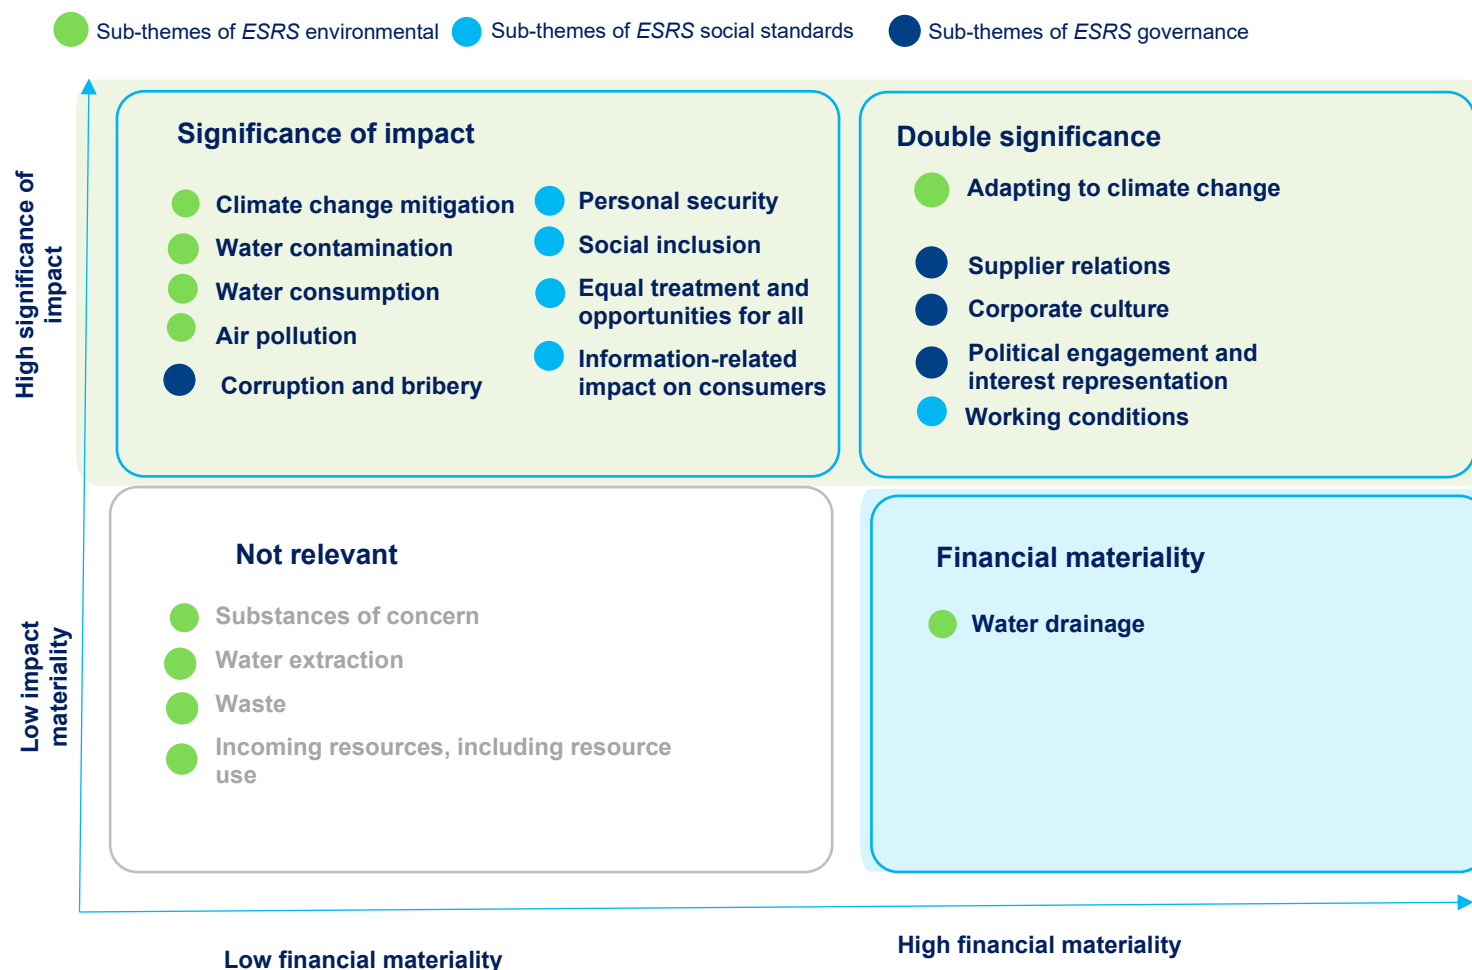 Sub-themes of ESRS environmental
Sub-themes of ESRS social standards
Sub-themes of ESRS governance
High significance of
impact
Significance of impact
Climate change mitigation
Water contamination
Water consumption
Air pollution
Corruption and bribery
Personal security
Social inclusion
Equal treatment and
opportunities for all
Information-related
impact on consumers
Double significance
Adapting to climate change
Supplier relations
Corporate culture
Political engagement and
interest representation
Working conditions
Low impact
materiality
Not relevant
Substances of concern
Water extraction
Waste
Incoming resources, including resource
use
Financial materiality
Water drainage
Low financial materiality
High financial materiality